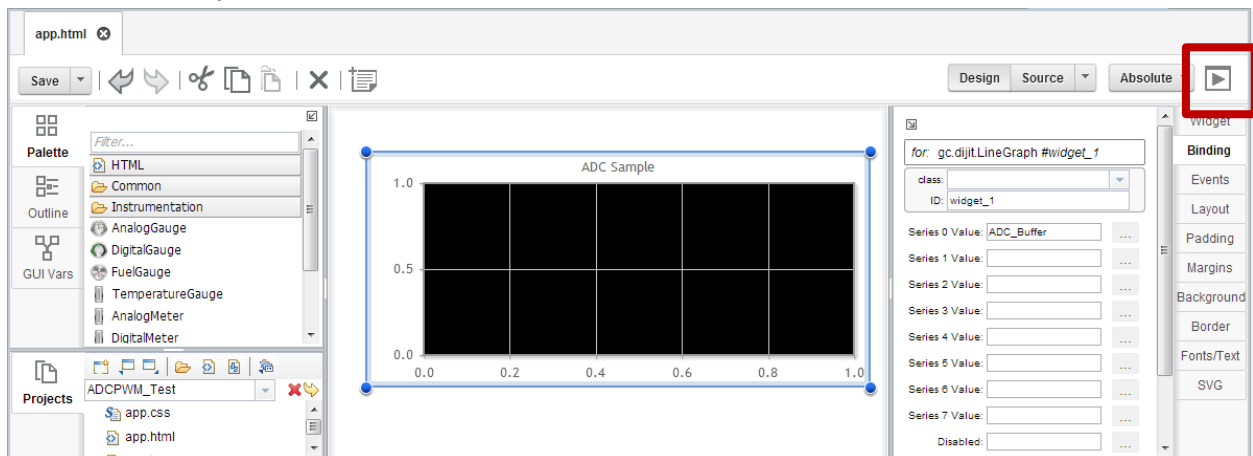 app.html
Save
Design Source Absolute
Palette
Filter...
HTML
Common
Instrumentation
AnalogGauge
DigitalGauge
FuelGauge
TemperatureGauge
AnalogMeter
DigitalMeter
Outline
GUI Vars
Projects
ADCPWM_Test
app.css
app.html
ADC Sample
1.0
0.5
0.0
0.0 0.2 0.4 0.6 0.8 1.0
for: gc.dijit.LineGraph #widget_1
class:
ID: widget_1
Series 0 Value: ADC_Buffer ...
Series 1 Value: ...
Series 2 Value: ...
Series 3 Value: ...
Series 4 Value: ...
Series 5 Value: ...
Series 6 Value: ...
Series 7 Value: ...
Disabled: ...
Widget
Binding
Events
Layout
Padding
Margins
Background
Border
Fonts/Text
SVG